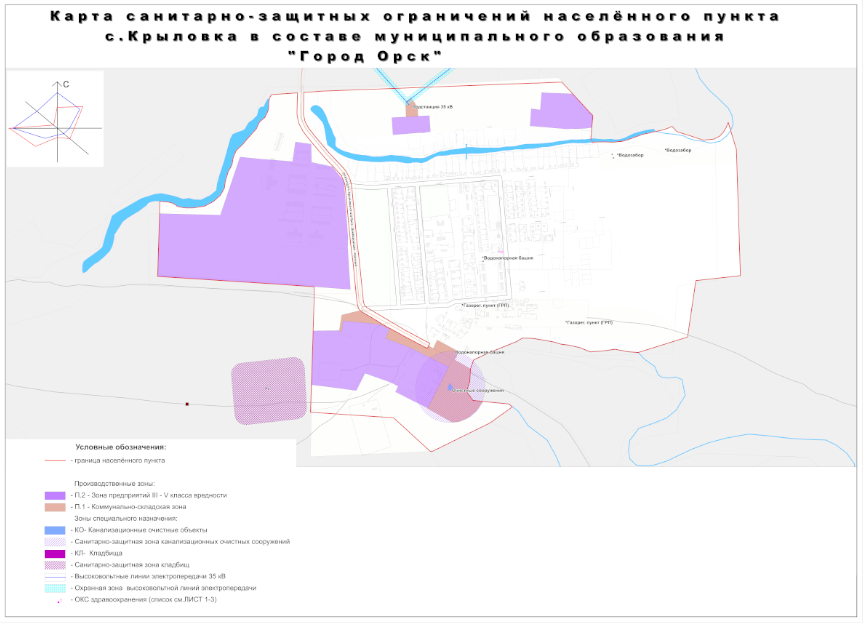 Карта санитарно-защитных ограничений населённого пункта
с.Крыловка в составе муниципального образования
"Город Орск"
С
Подстанция 35 кВ
*Водозабор
*Водозабор
*Водонапорная башня
*Газорег. пункт (ГРП)
*Газорег. пункт (ГРП)
Водонапорная башня
Очистные сооружения
Условные обозначения:
- граница населённого пункта
Производственные зоны:
- П.2 - Зона предприятий III - V класса вредности
- П.1 - Коммунально-складская зона
Зоны специального назначения:
- КО- Канализационные очистные объекты
- Санитарно-защитная зона канализационных очистных сооружений
- КЛ- Кладбища
- Санитарно-защитная зона кладбищ
- Высоковольтные линии электропередачи 35 кВ
- Охранная зона высоковольтной линий электропередачи
- ОКС здравоохранения (список см.ЛИСТ 1-3)